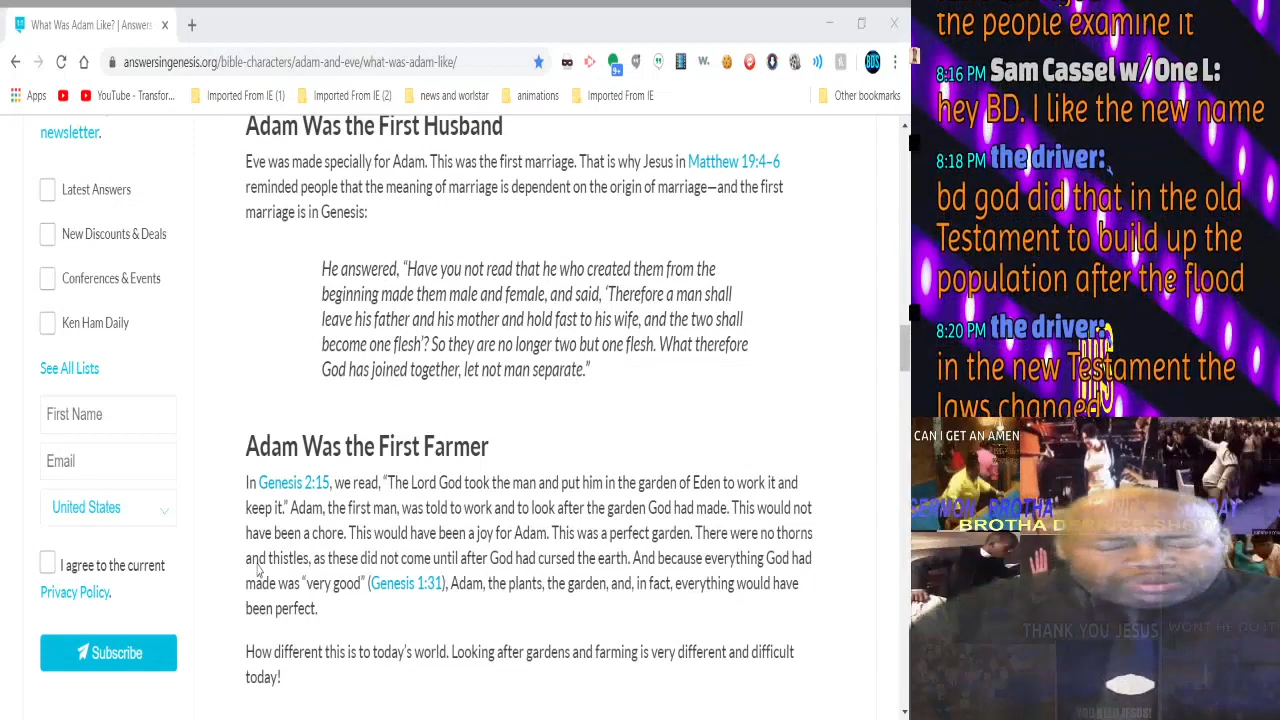 What Was Adam Like? | Answers
answersingenesis.org/bible-characters/adam-and-eve/what-was-adam-like/
9+
W.
BDS
Apps
YouTube - Transfor...
Imported From IE (1)
Imported From IE (2)
news and worlstar
animations
Imported From IE
Other bookmarks
newsletter.
Latest Answers
New Discounts & Deals
Conferences & Events
Ken Ham Daily
See All Lists
First Name
Email
United States
I agree to the current
Privacy Policy.
Subscribe
Adam Was the First Husband
Eve was made specially for Adam. This was the first marriage. That is why Jesus in Matthew 19:4–6
reminded people that the meaning of marriage is dependent on the origin of marriage—and the first
marriage is in Genesis:
He answered, “Have you not read that he who created them from the
beginning made them male and female, and said, ‘Therefore a man shall
leave his father and his mother and hold fast to his wife, and the two shall
become one flesh’? So they are no longer two but one flesh. What therefore
God has joined together, let not man separate.”
Adam Was the First Farmer
In Genesis 2:15, we read, “The Lord God took the man and put him in the garden of Eden to work it and
keep it.” Adam, the first man, was told to work and to look after the garden God had made. This would not
have been a chore. This would have been a joy for Adam. This was a perfect garden. There were no thorns
and thistles, as these did not come until after God had cursed the earth. And because everything God had
made was “very good” (Genesis 1:31), Adam, the plants, the garden, and, in fact, everything would have
been perfect.
How different this is to today’s world. Looking after gardens and farming is very different and difficult
today!
the people examine it
8:16 PM Sam Cassel w/One L:
hey BD. I like the new name
8:18 PM the driver:
bd god did that in the old
Testament to build up the
population after the flood
8:20 PM the driver:
in the new Testament the
laws changed
CAN I GET AN AMEN
SERMON BROTHA
BROTHA DERRICK SHOW
THANK YOU JESUS
WONT HE DO IT
YOU NEED JESUS!